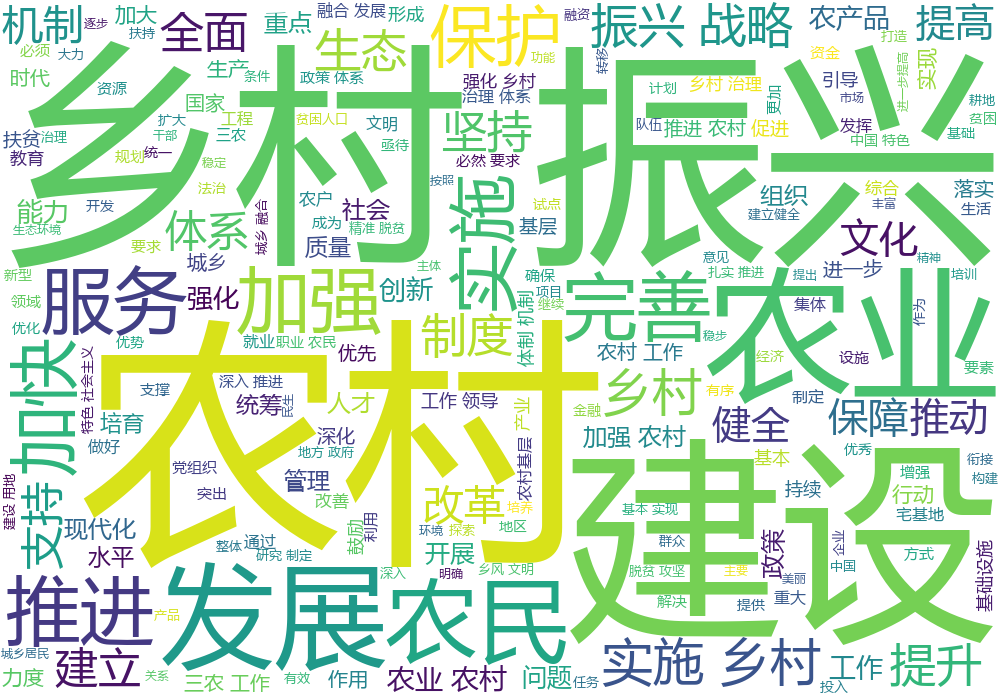 乡村振兴
农村
建设
农业
发展
农民
推进
服务
加强
完善
实施
保护
振兴 战略
提高
机制
全面
生态
坚持
体系
制度
乡村
加快
支持
改革
健全
保障
推动
文化
实施 乡村
提升
建立
工作
农业 农村
问题
三农 工作
力度
作用
城乡居民
关系
有效
任务
投入
产品
加大
扶持
逐步
必须
大力
时代
重点
融合 发展
形成
融资
功能
生产
条件
政策 体系
强化 乡村
治理 体系
资源
国家
工程
贫困人口
文明
扩大
干部
三农
亟待
扶贫
治理
教育
规划
统一
稳定
法治
能力
生态环境
开发
农户
按照
必然 要求
社会
成为
精准 脱贫
城乡 融合
质量
要求
新型
城乡
领域
强化
优化
优势
创新
主体
就业
职业 农民
优先
基层
试点
确保
项目
继续
体制 机制
转移
农产品
打造
资金
引导
市场
实现
进一步提高
计划
乡村 治理
更加
队伍
推进 农村
促进
发挥
中国 特色
耕地
贫困
基础
组织
建立健全
综合
丰富
落实
生活
意见
扎实 推进
提出
进一步
精神
培训
集体
作为
稳步
农村 工作
经济
设施
要素
有序
制定
金融
加强 农村
特色 社会主义
支撑
深入 推进
民生
统筹
培育
做好
人才
工作 领导
产业
深化
地方 政府
农村基层
党组织
管理
突出
改善
建设 用地
现代化
水平
整体
通过
研究 制定
鼓励
利用
环境
探索
培养
地区
开展
深入
明确
乡风 文明
基本
持续
优秀
衔接
增强
构建
行动
宅基地
基本 实现
群众
政策
企业
中国
方式
脱贫 攻坚
主要
美丽
重大
解决
提供
基础设施